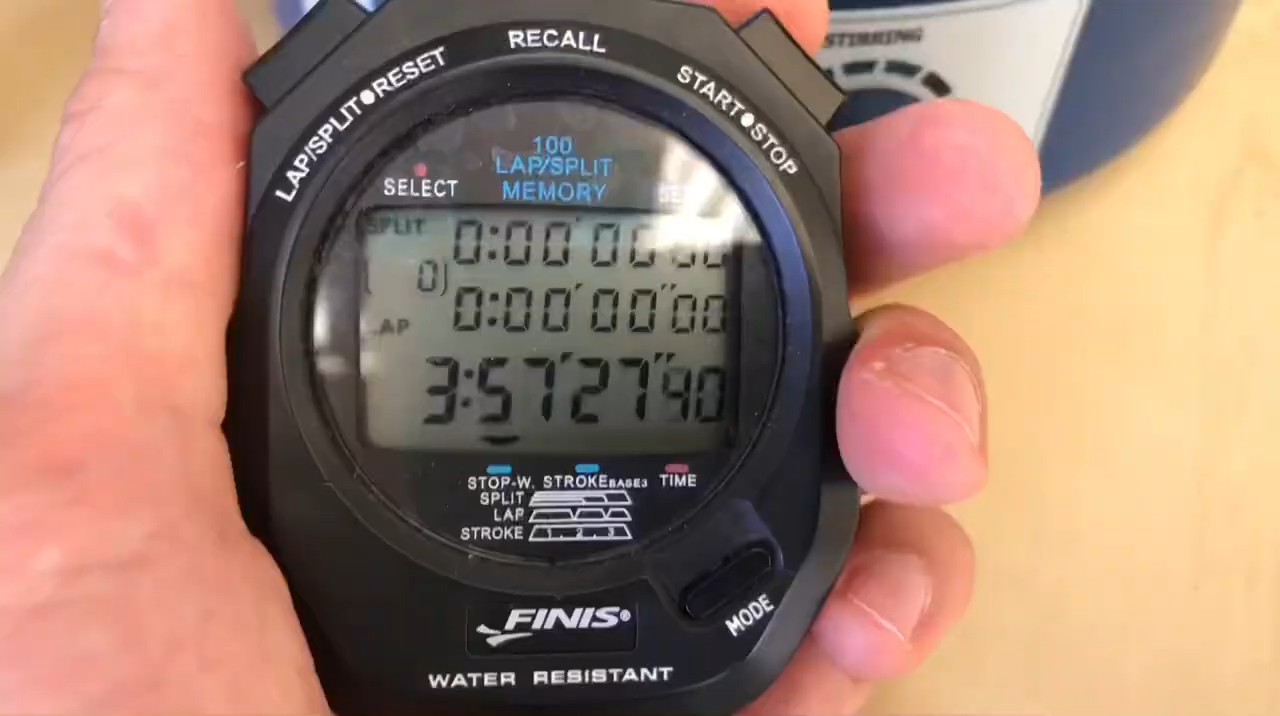 STIRRING
RECALL
LAP/SPLIT●RESET
START●STOP
100
LAP/SPLIT
MEMORY
SELECT
SPLIT
0:00'00
0)
0:00'00"00
3:57'27"90
STOP-W. STROKE BASE3 TIME
SPLIT
LAP
STROKE 1 2 3
MODE
FINIS®
WATER RESISTANT